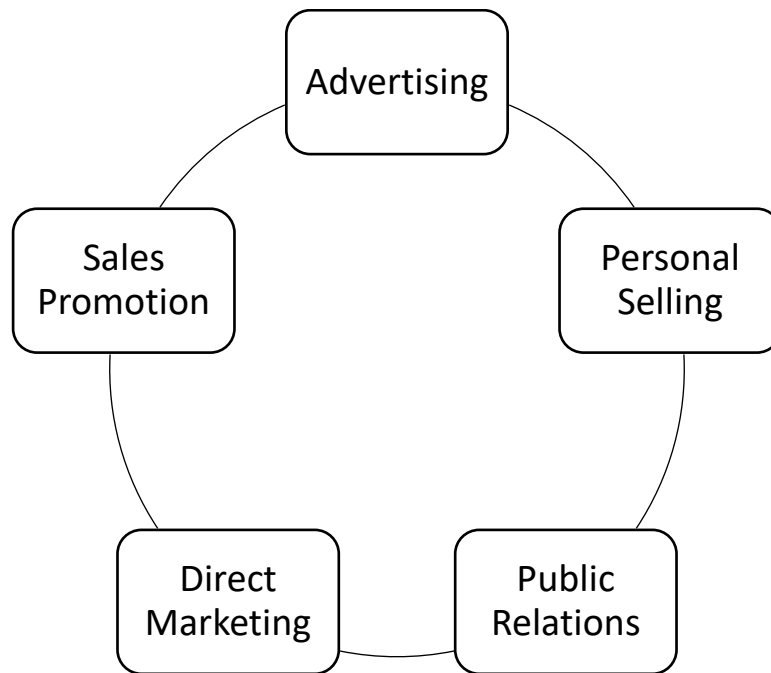 Advertising
Sales
Promotion
Personal
Selling
Direct
Marketing
Public
Relations